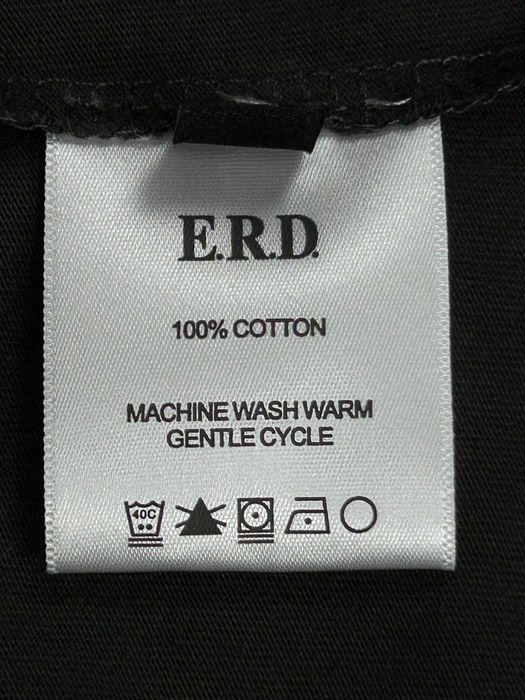 E.R.D.
100% COTTON
MACHINE WASH WARM
GENTLE CYCLE
40C